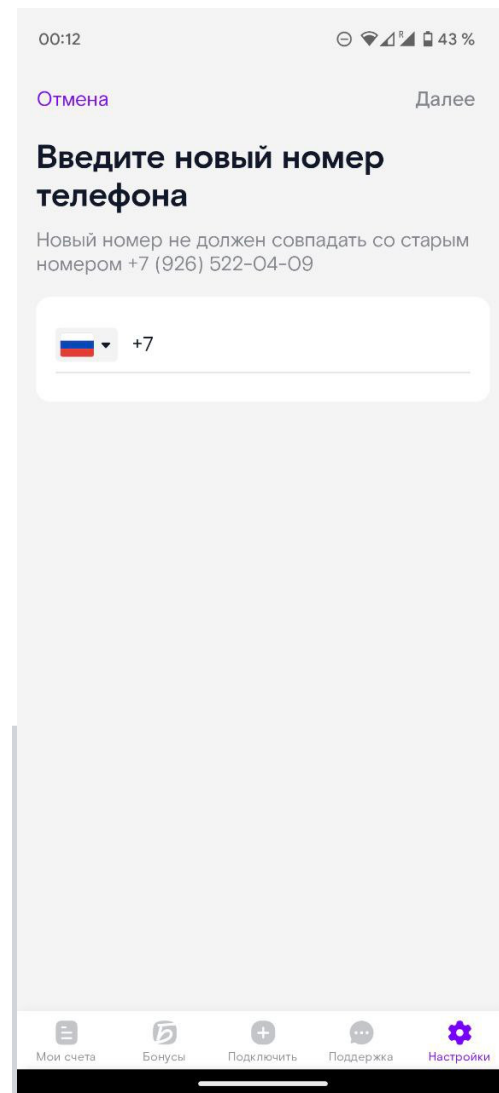 00:12
R 43 %
Отмена
Далее
Введите новый номер
телефона
Новый номер не должен совпадать со старым
номером +7 (926) 522-04-09
+7
Б
Мои счета
Бонусы
Подключить
Поддержка
Настройки